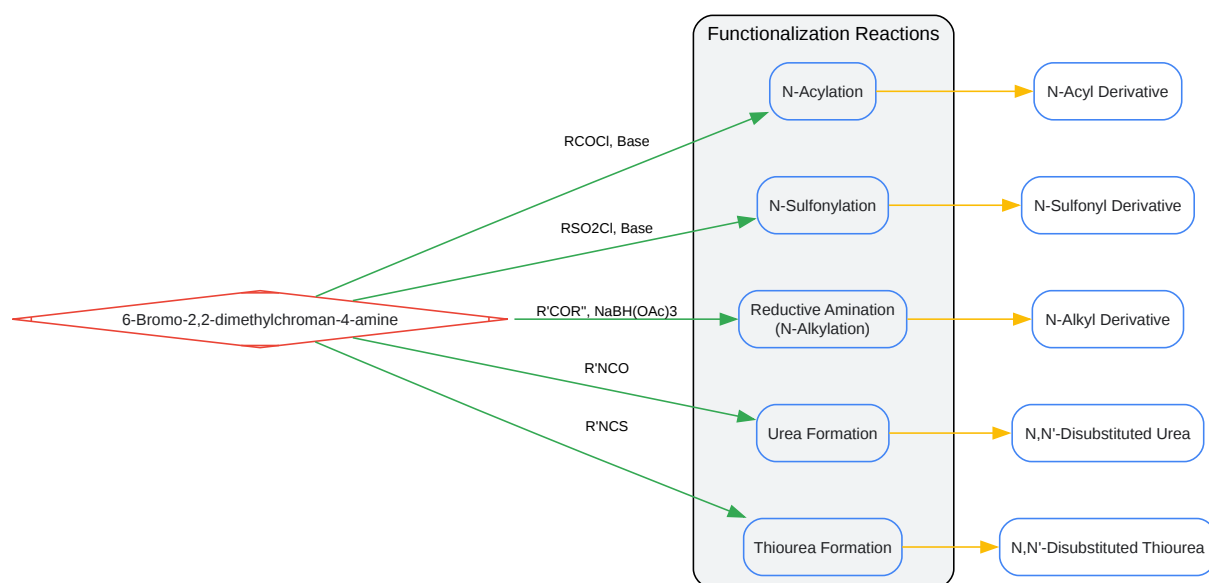 Functionalization Reactions
RCOCl, Base
N-Acylation
N-Acyl Derivative
RSO2Cl, Base
N-Sulfonylation
N-Sulfonyl Derivative
6-Bromo-2,2-dimethylchroman-4-amine
R'COR'', NaBH(OAc)3
Reductive Amination
(N-Alkylation)
N-Alkyl Derivative
R'NCO
Urea Formation
N,N'-Disubstituted Urea
R'NCS
Thiourea Formation
N,N'-Disubstituted Thiourea